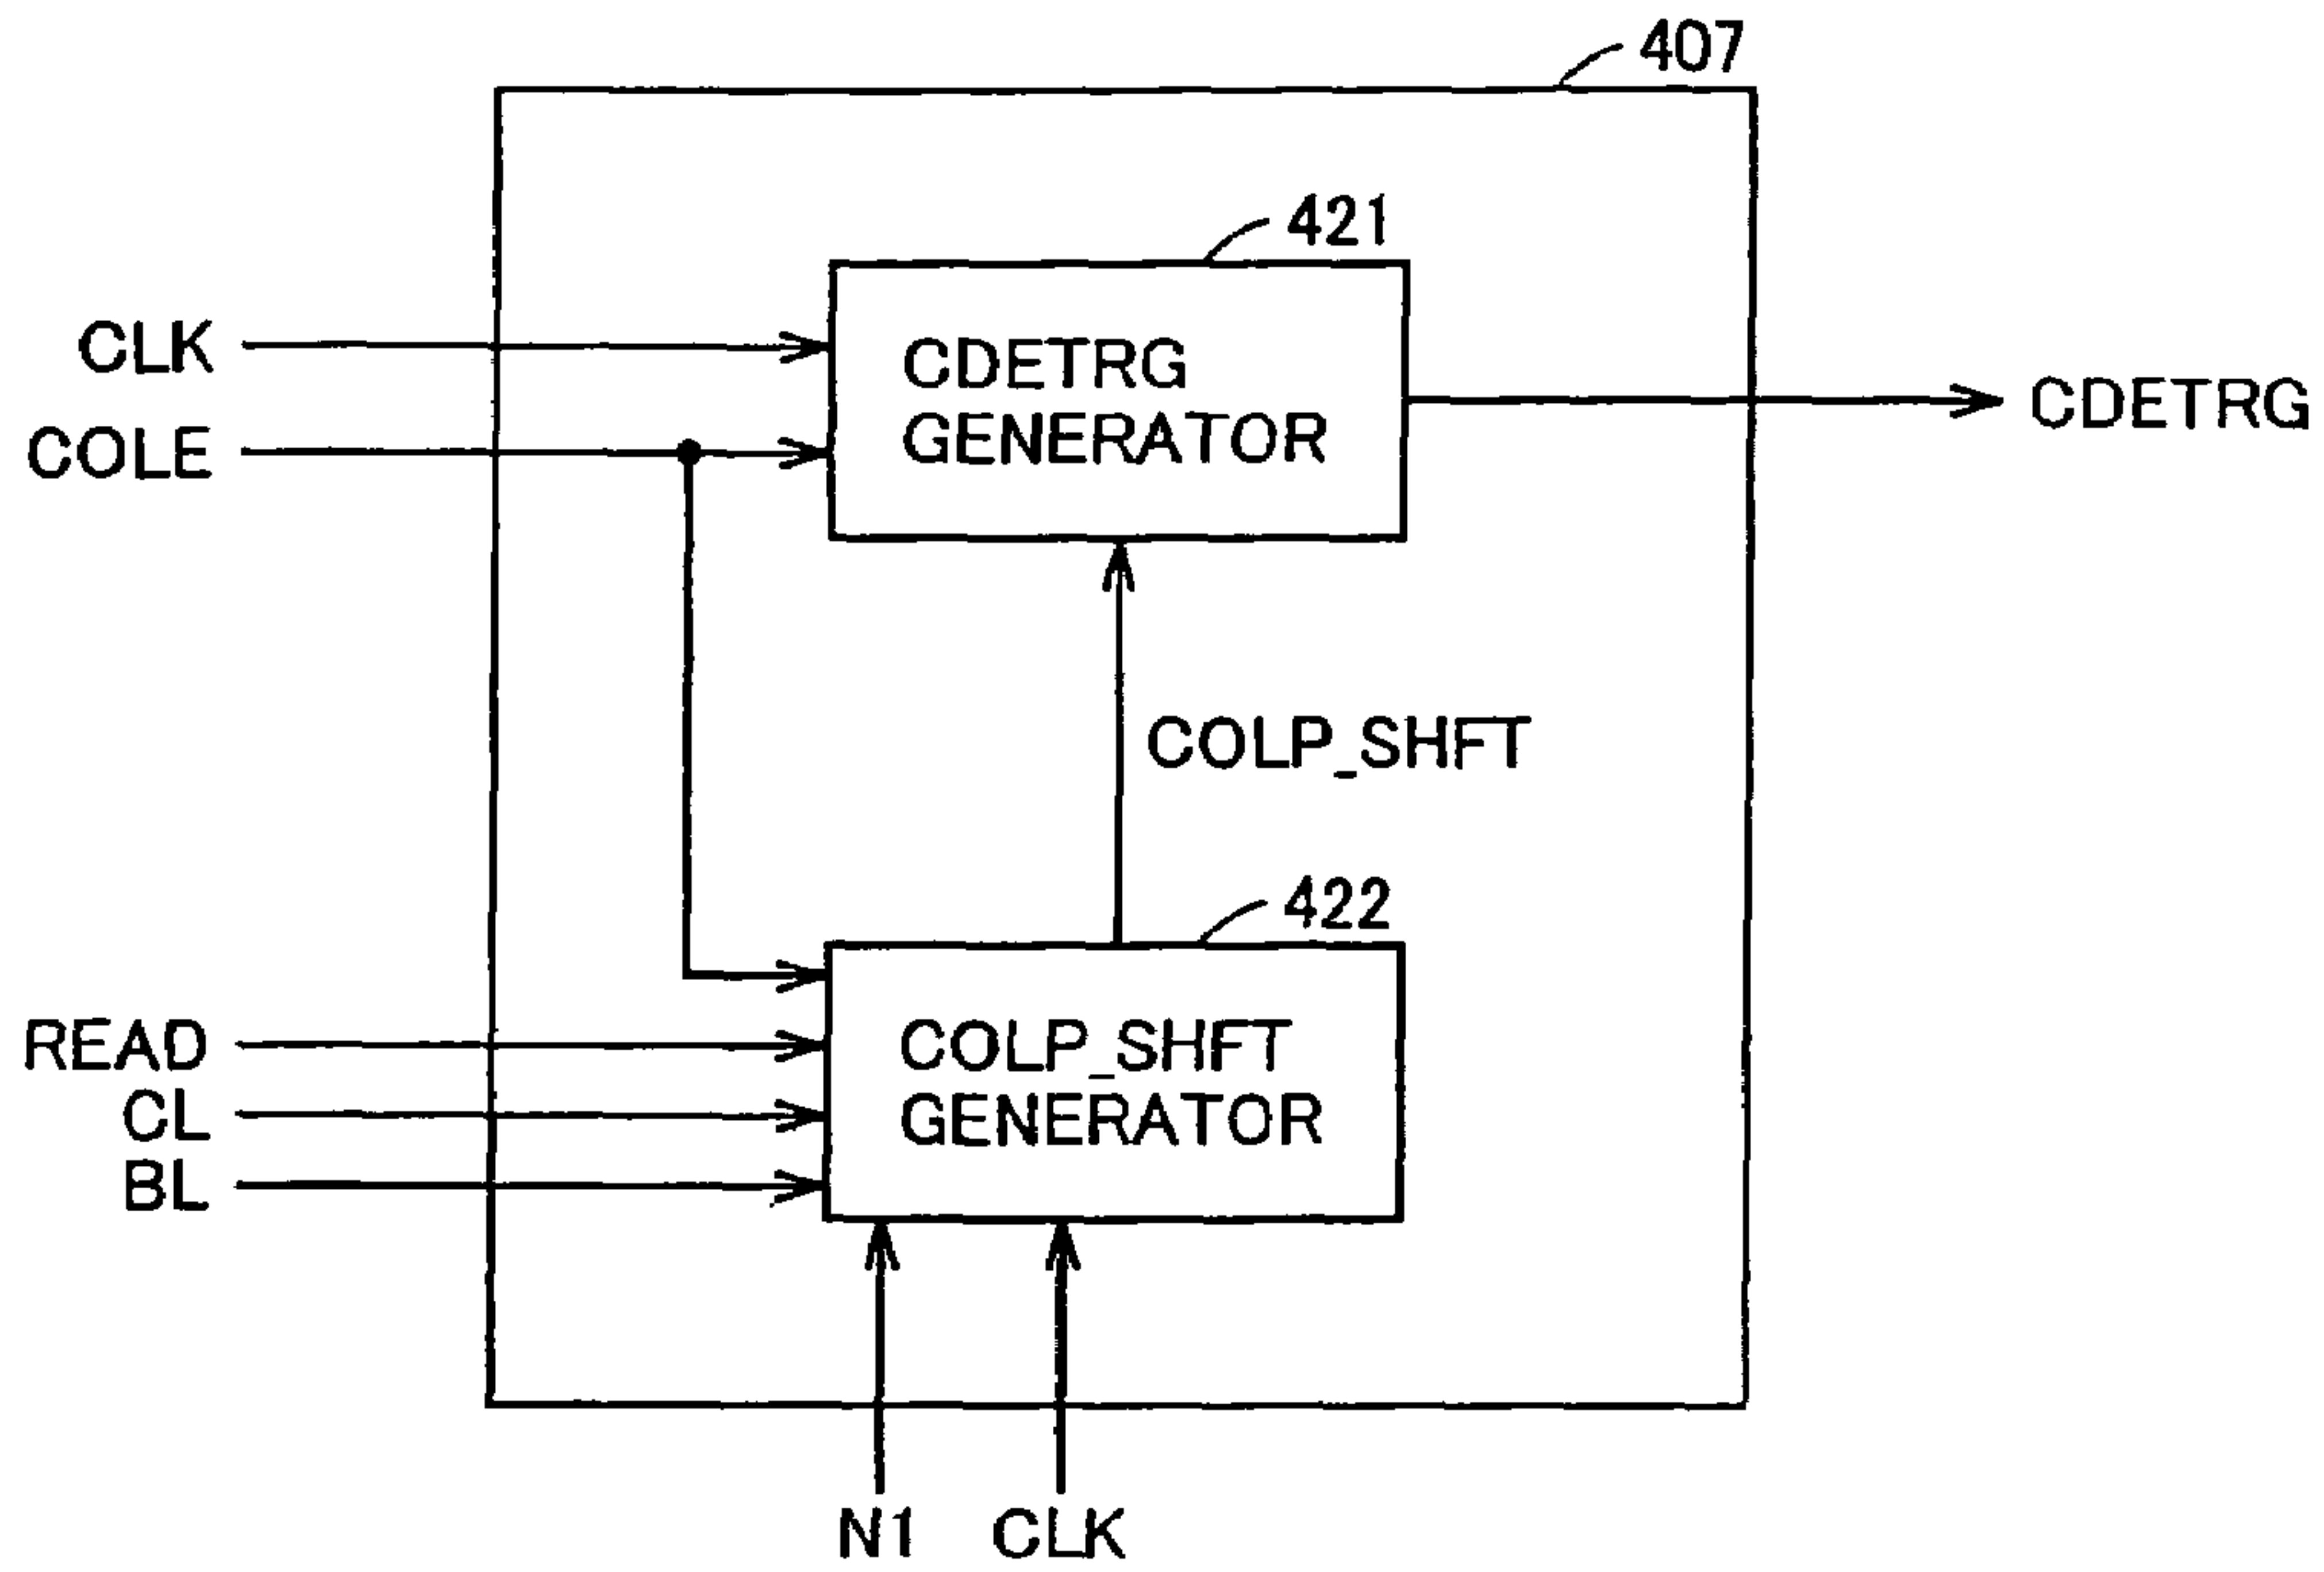 407
421
CLK
CDETRG
GENERATOR
COLE
CDETRG
COLP_SHFT
422
READ
COLP_SHFT
GENERATOR
CL
BL
N1
CLK